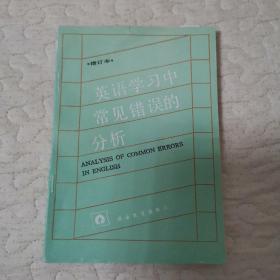 •增订本•
英语学习中
常见错误的
分析
ANALYSIS OF COMMON ERRORS
IN ENGLISH